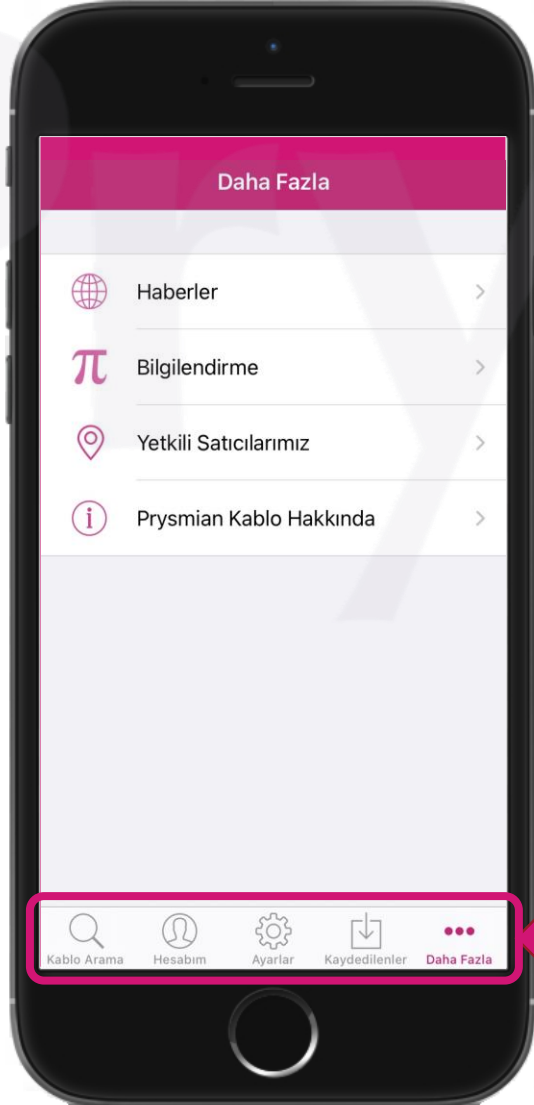 Daha Fazla
Haberler
π Bilgilendirme
Yetkili Satıcılarımız
i Prysmian Kablo Hakkında
Kablo Arama Hesabım Ayarlar Kaydedilenler Daha Fazla